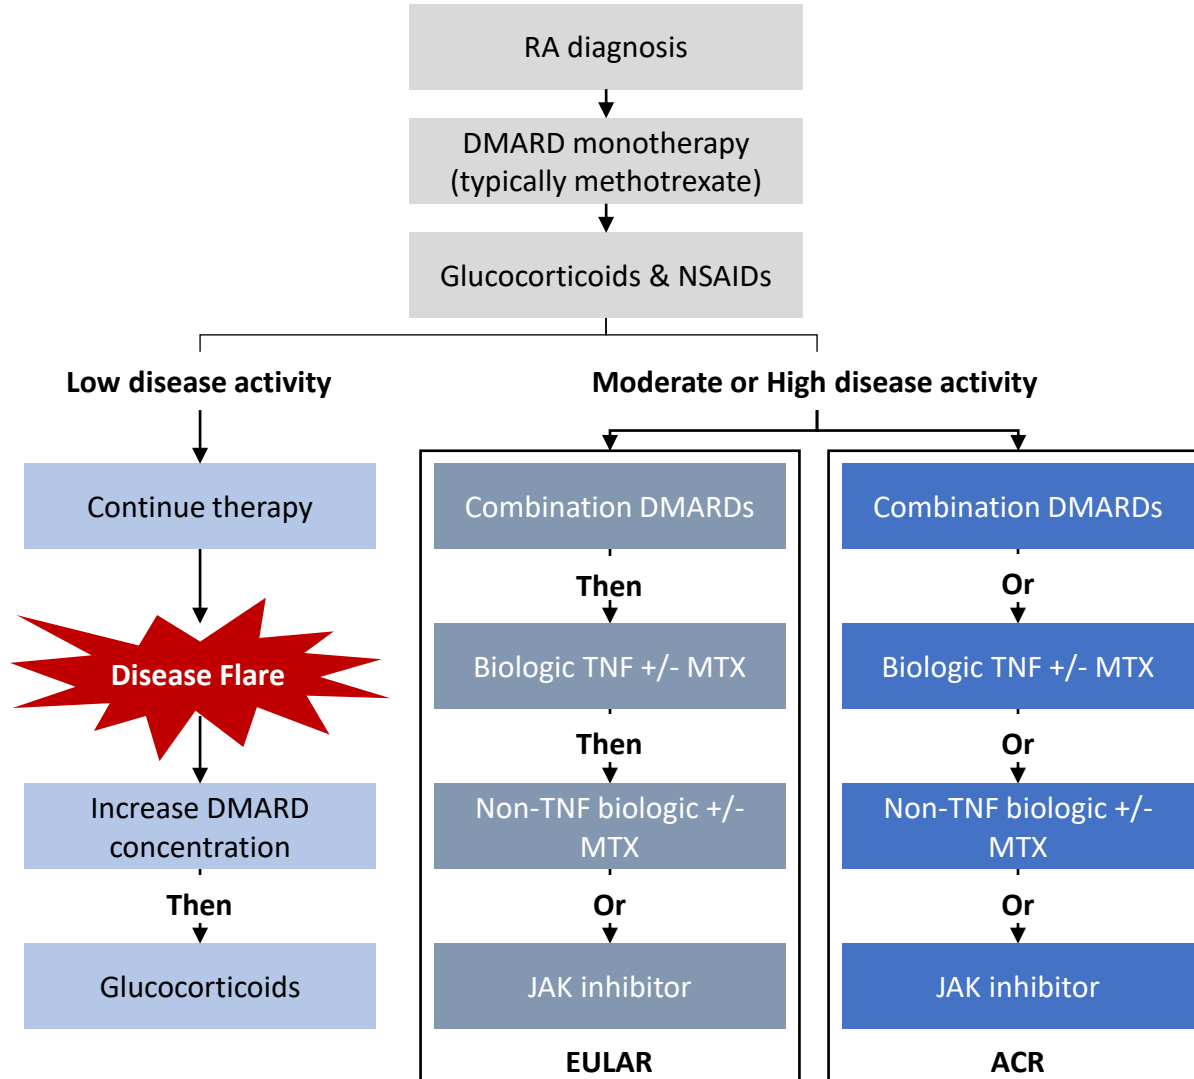 RA diagnosis
DMARD monotherapy
(typically methotrexate)
Glucocorticoids & NSAIDs
Low disease activity
Moderate or High disease activity
Continue therapy
Disease Flare
Increase DMARD
concentration
Then
Glucocorticoids
Combination DMARDs
Then
Biologic TNF +/- MTX
Then
Non-TNF biologic +/-
MTX
Or
JAK inhibitor
EULAR
Combination DMARDs
Or
Biologic TNF +/- MTX
Or
Non-TNF biologic +/-
MTX
Or
JAK inhibitor
ACR